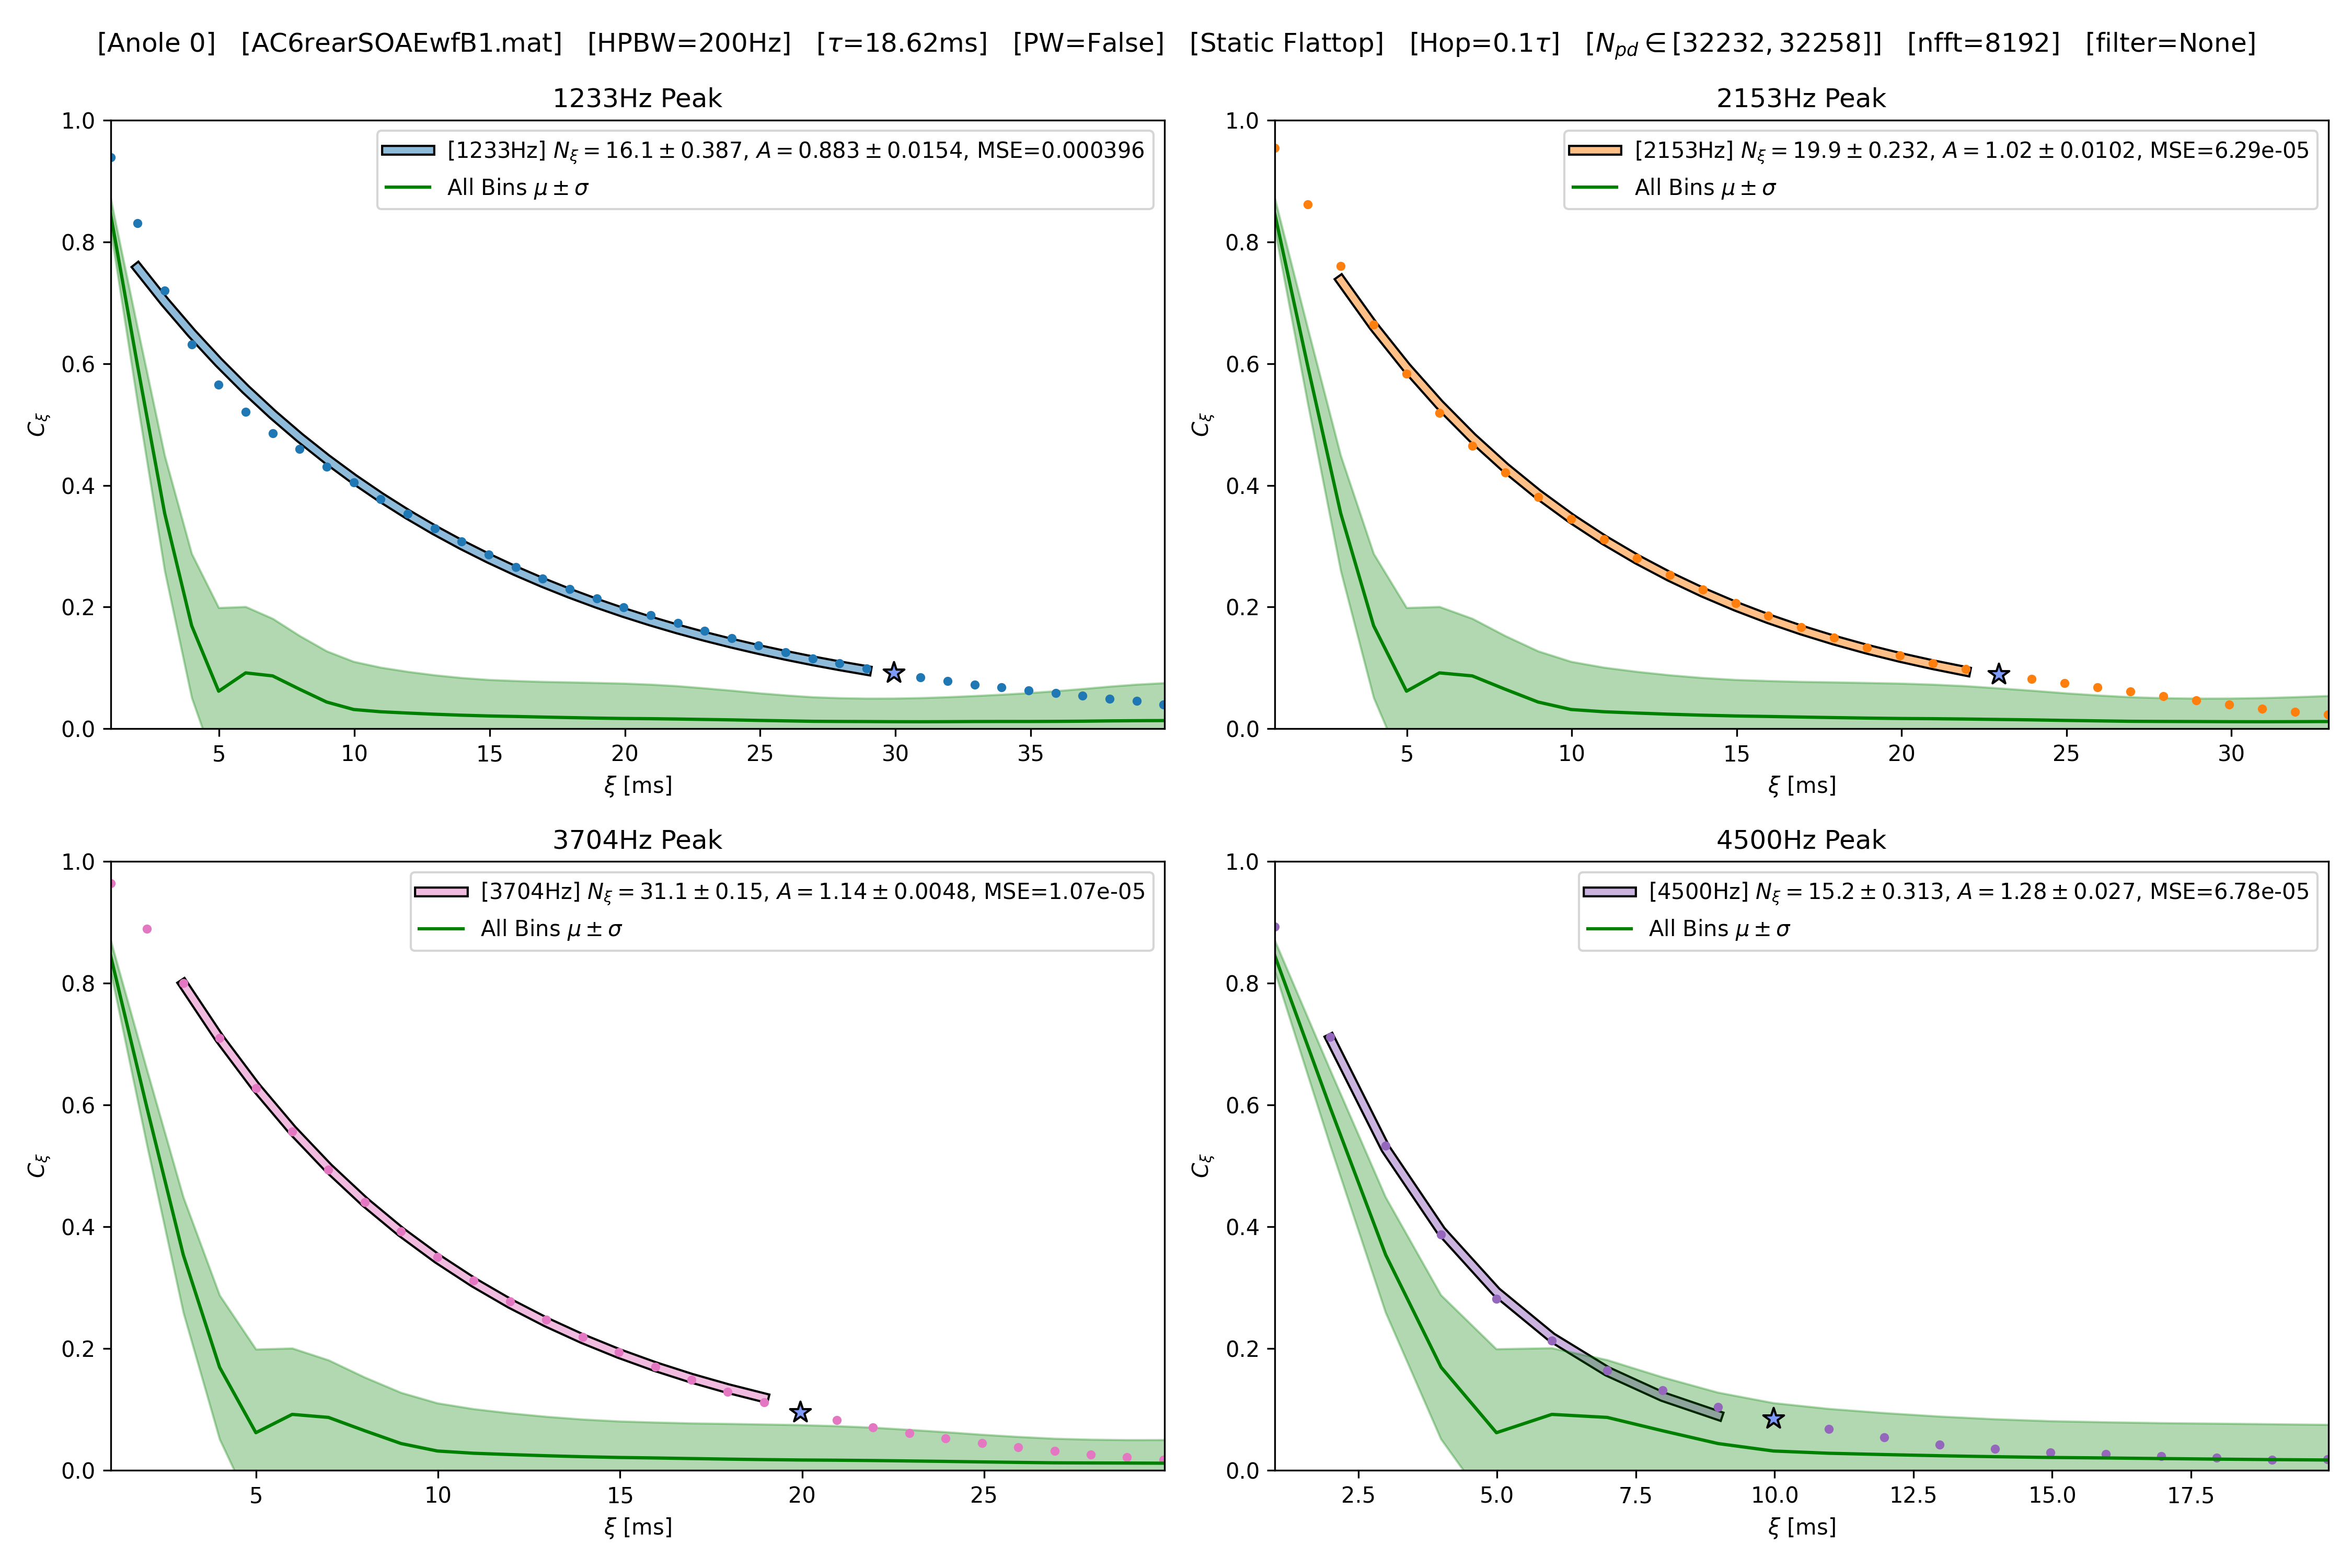 [Anole 0] [AC6rearSOAEwfB1.mat] [HPBW=200Hz] [τ=18.62ms] [PW=False] [Static Flattop] [Hop=0.1τ] [N_pd ∈ [32232, 32258]] [nfft=8192] [filter=None]
1233Hz Peak
[1233Hz] N_ξ = 16.1 ± 0.387, A = 0.883 ± 0.0154, MSE=0.000396
All Bins μ ± σ
1.0
0.8
0.6
0.4
0.2
0.0
C_ξ
5 10 15 20 25 30 35
ξ [ms]
2153Hz Peak
[2153Hz] N_ξ = 19.9 ± 0.232, A = 1.02 ± 0.0102, MSE=6.29e-05
All Bins μ ± σ
1.0
0.8
0.6
0.4
0.2
0.0
C_ξ
5 10 15 20 25 30
ξ [ms]
3704Hz Peak
[3704Hz] N_ξ = 31.1 ± 0.15, A = 1.14 ± 0.0048, MSE=1.07e-05
All Bins μ ± σ
1.0
0.8
0.6
0.4
0.2
0.0
C_ξ
5 10 15 20 25
ξ [ms]
4500Hz Peak
[4500Hz] N_ξ = 15.2 ± 0.313, A = 1.28 ± 0.027, MSE=6.78e-05
All Bins μ ± σ
1.0
0.8
0.6
0.4
0.2
0.0
C_ξ
2.5 5.0 7.5 10.0 12.5 15.0 17.5
ξ [ms]